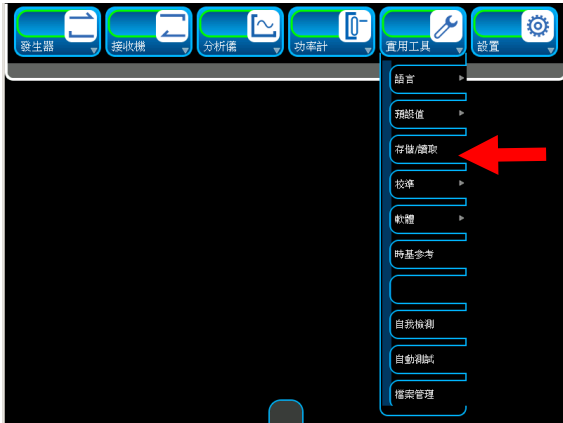 發生器
接收機
分析儀
功率計
實用工具
設置
語言
預設值
存儲/讀取
校準
軟體
時基參考
自我檢測
自動測試
檔案管理